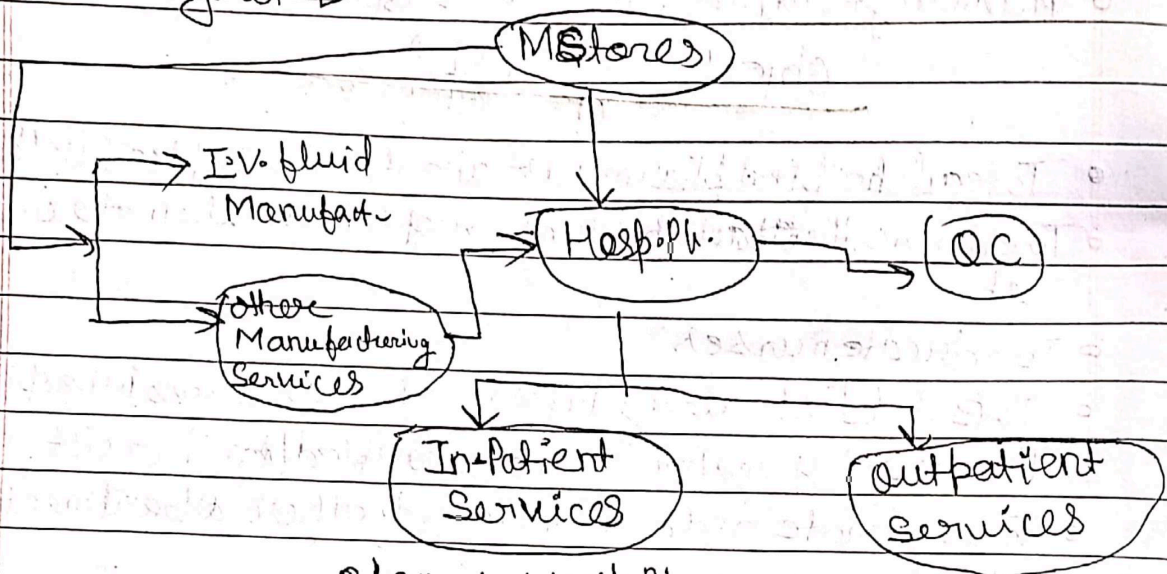 MStores
I.V. fluid
Manufact.
Hosp. Ph.
QC
other
Manufacturing
Services
In-Patient
Services
Outpatient
Services